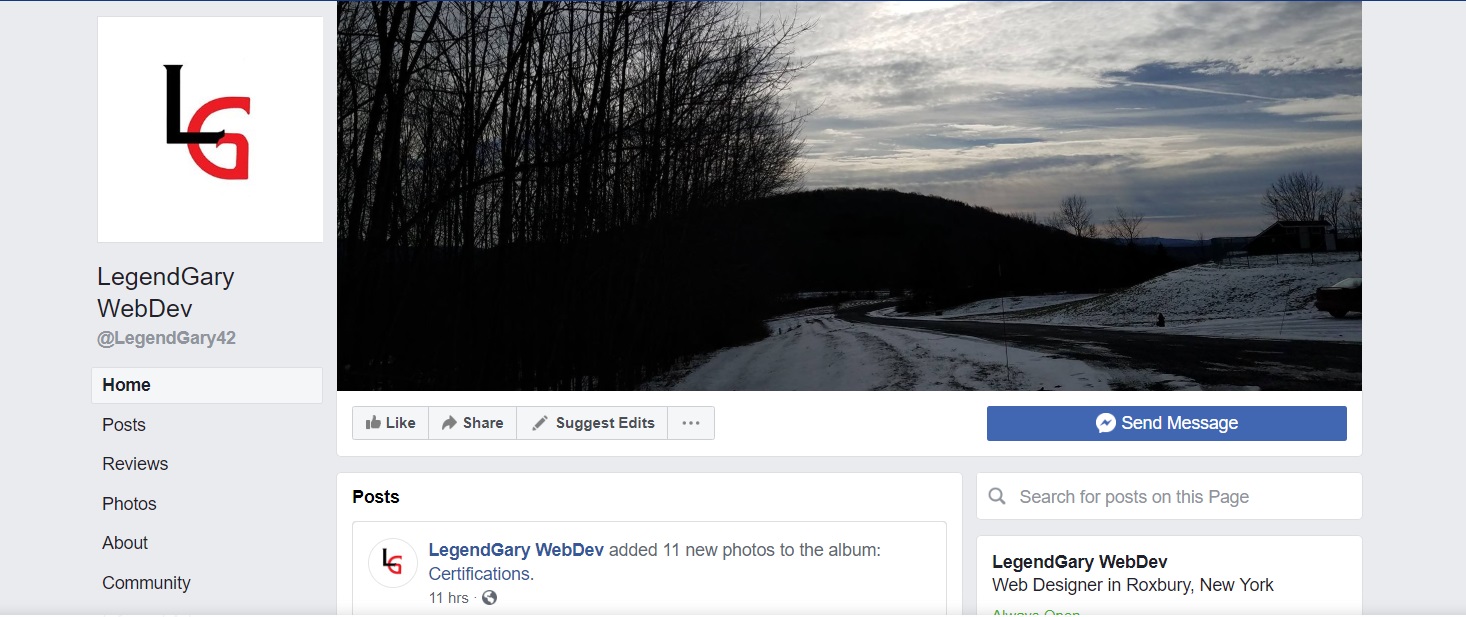 LG
LegendGary
WebDev
@LegendGary42
Home
Posts
Reviews
Photos
About
Community
Like
Share
Suggest Edits
Send Message
Posts
LG
LegendGary WebDev added 11 new photos to the album:
Certifications.
11 hrs ·
Search for posts on this Page
LegendGary WebDev
Web Designer in Roxbury, New York
Always Open